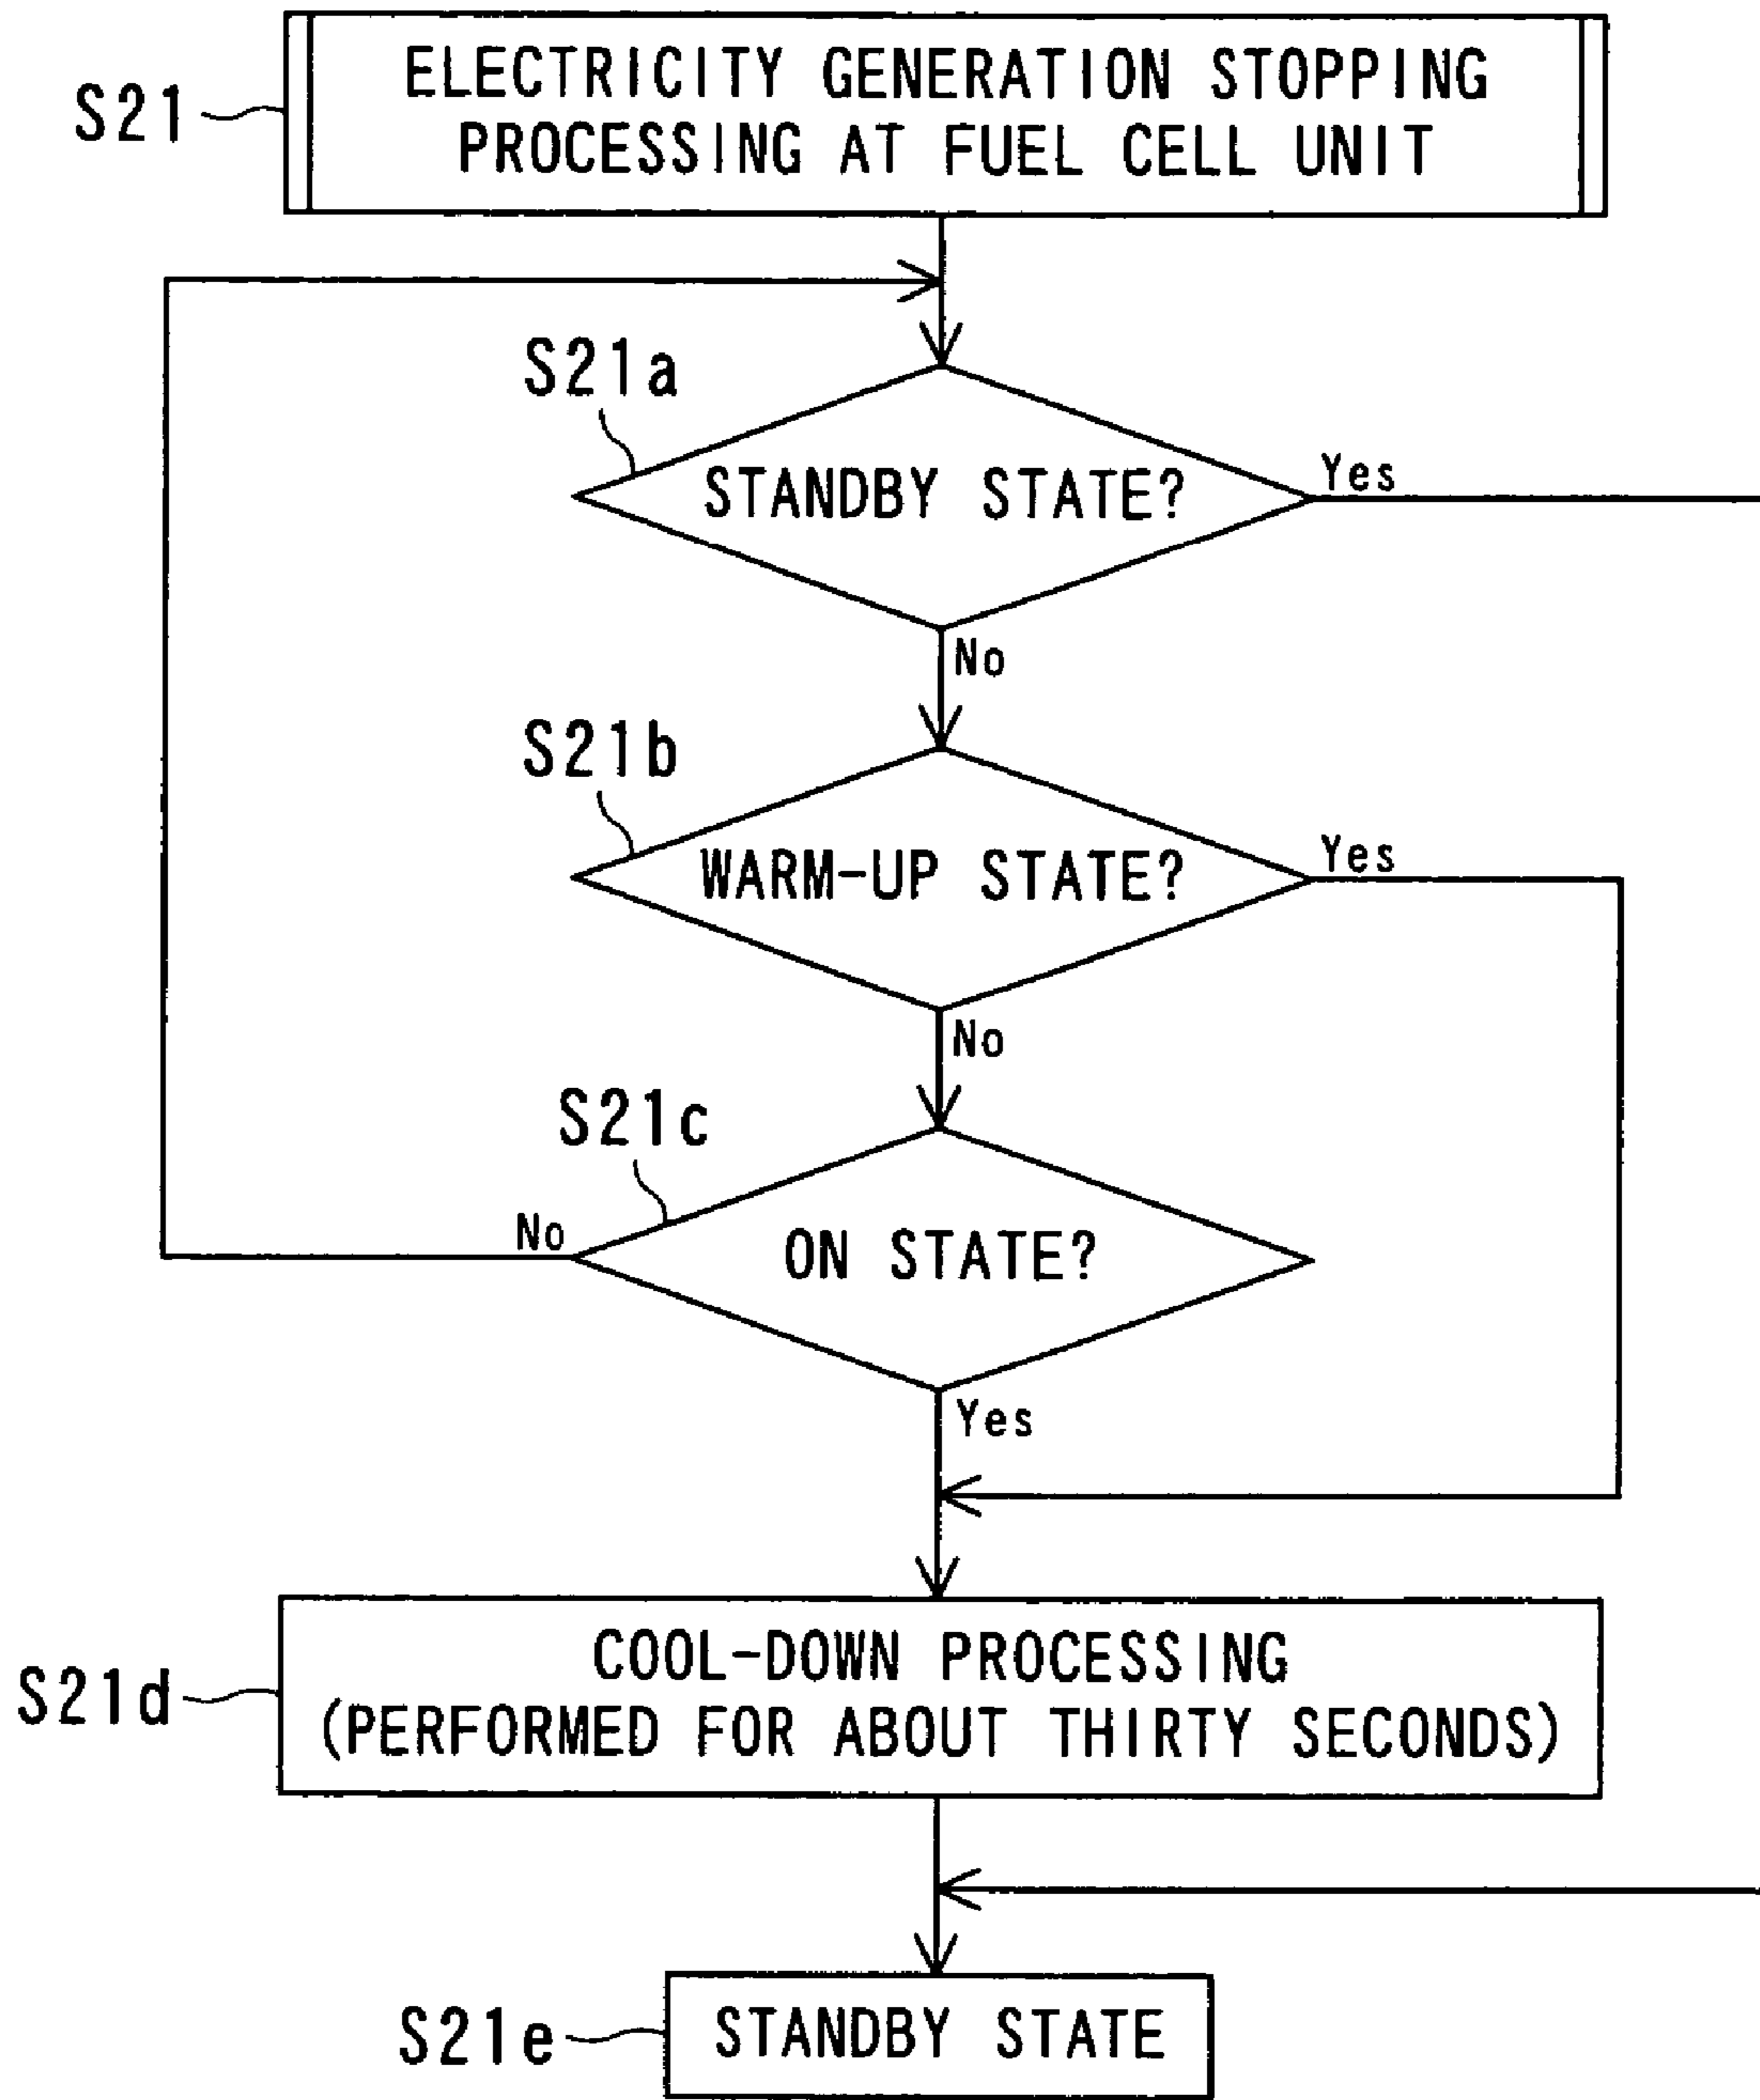 S21
ELECTRICITY GENERATION STOPPING
PROCESSING AT FUEL CELL UNIT
S21a
STANDBY STATE?
Yes
No
S21b
WARM-UP STATE?
Yes
No
S21c
No
ON STATE?
Yes
S21d
COOL-DOWN PROCESSING
(PERFORMED FOR ABOUT THIRTY SECONDS)
S21e
STANDBY STATE